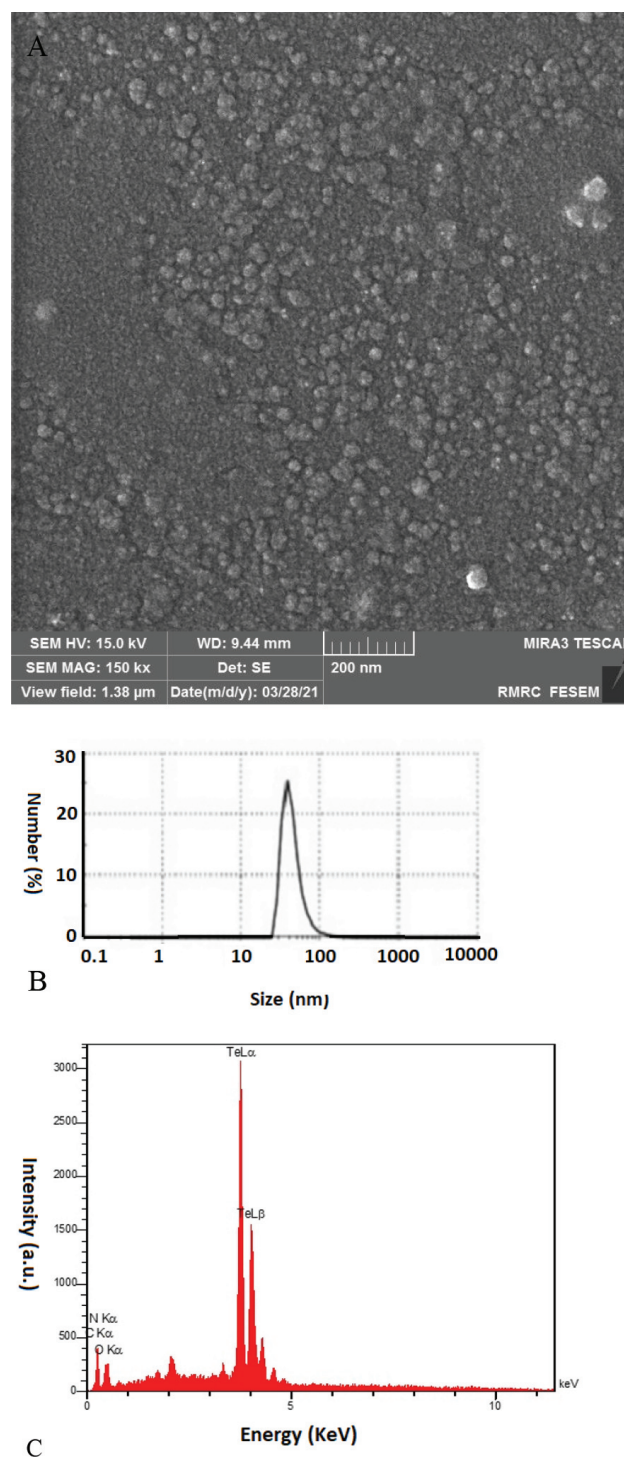 A
SEM HV: 15.0 kV WD: 9.44 mm MIRA3 TESCAN
SEM MAG: 150 kx Det: SE 200 nm
View field: 1.38 µm Date(m/d/y): 03/28/21 RMRC FESEM
30
20
10
0
Number (%)
0.1 1 10 100 1000 10000
Size (nm)
B
3000
2500
2000
1500
1000
500
0
Intensity (a.u.)
TeLα
TeLβ
N Kα
C Kα
O Kα
0 5 10 keV
Energy (KeV)
C